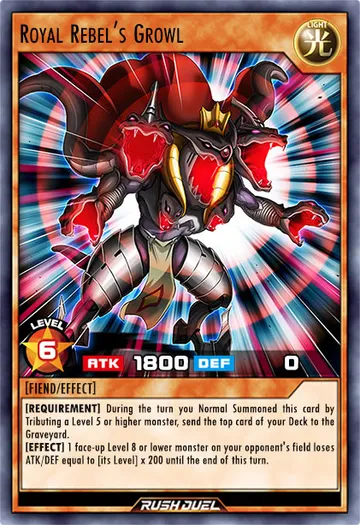 Royal Rebel's Growl
LIGHT
光
LEVEL
6
ATK 1800 DEF 0
[FIEND/EFFECT]
[REQUIREMENT] During the turn you Normal Summoned this card by
Tributing a Level 5 or higher monster, send the top card of your Deck to the
Graveyard.
[EFFECT] 1 face-up Level 8 or lower monster on your opponent's field loses
ATK/DEF equal to [its Level] x 200 until the end of this turn.
RUSH DUEL